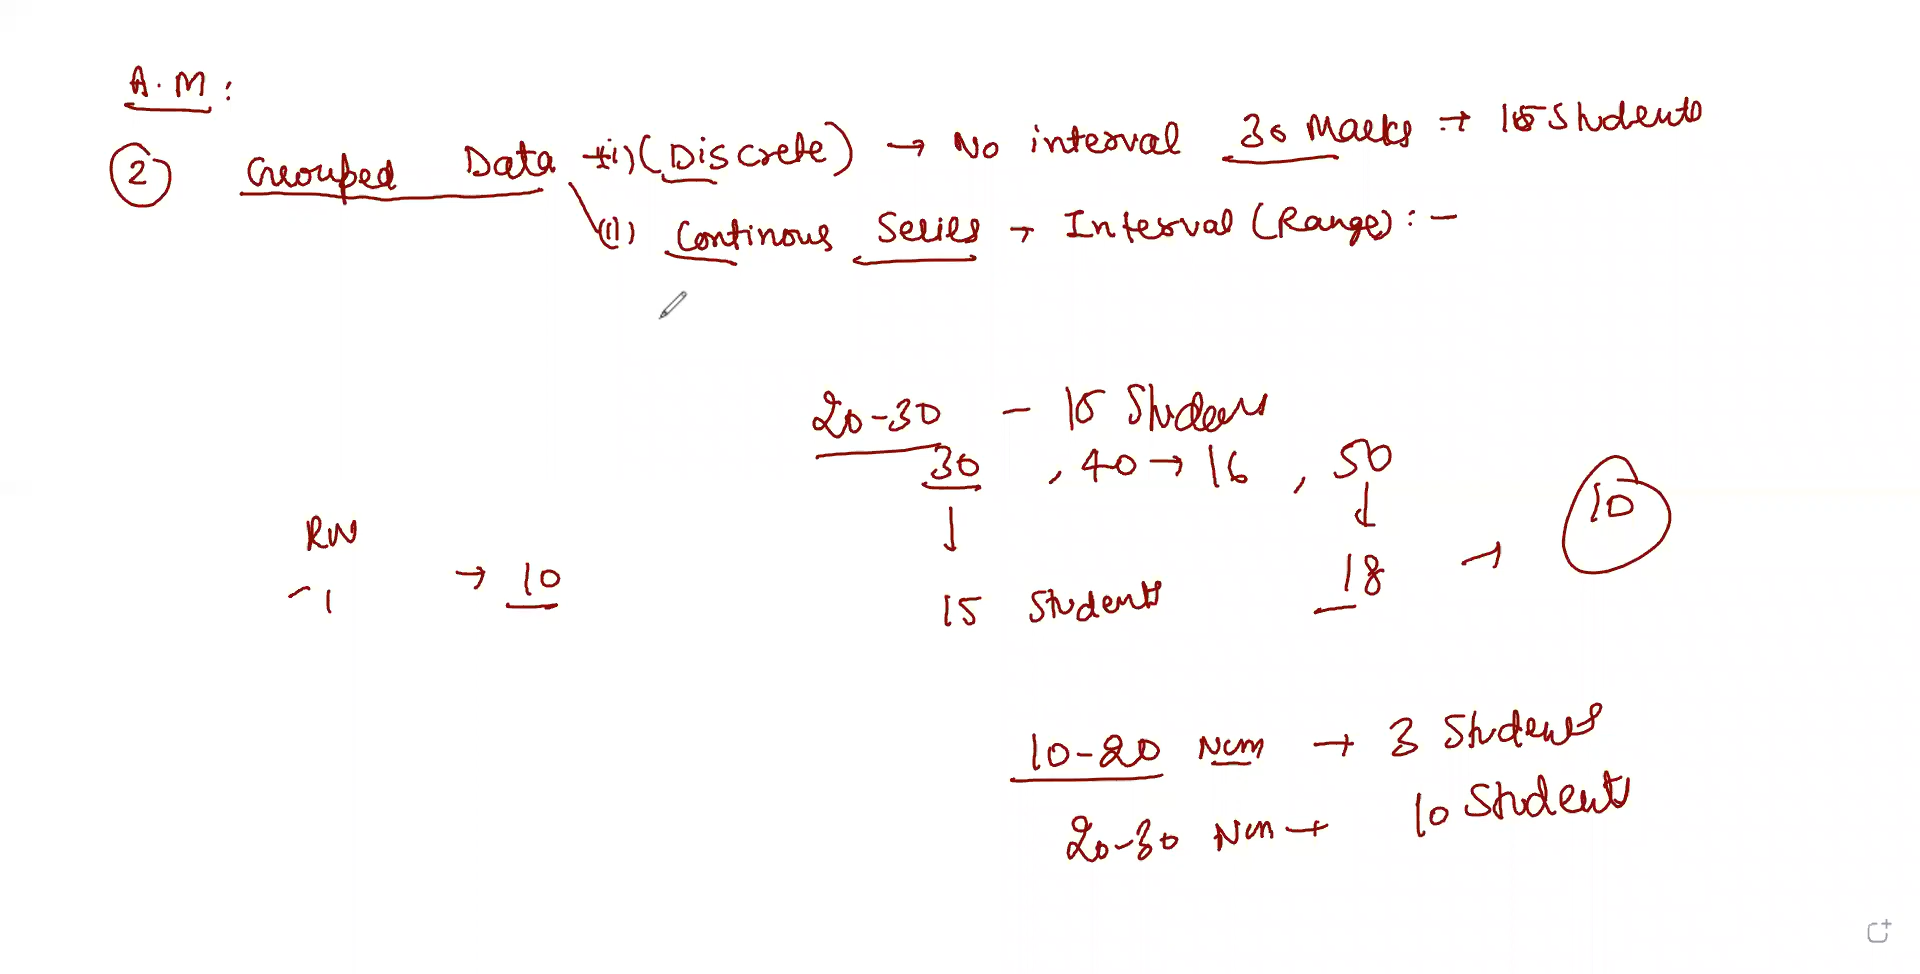 A.M:
② Grouped Data → i) (Discrete) → No interval 30 Marks → 15 Students
(ii) Continous Series → Interval (Range): -
20-30 - 15 Students
30 , 40 → 16 , 50
10
RN
↓ ↓
-1 → 10
15 Students 18 →
10-20 Ncm → 3 Students
20-30 Ncm → 10 Student